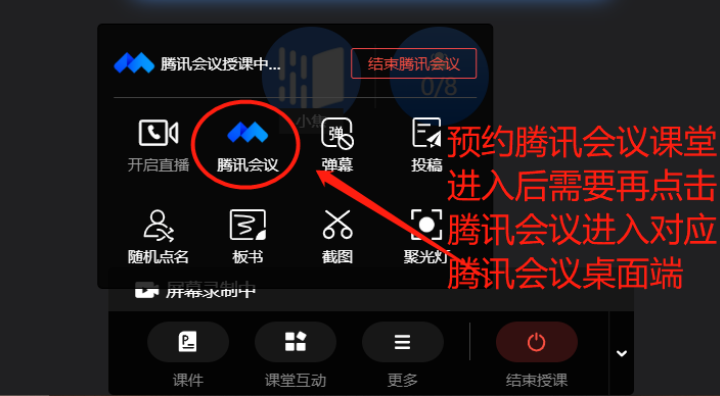 腾讯会议授课中...
结束腾讯会议
0/8
开启直播
腾讯会议
弹幕
投稿
预约腾讯会议课堂
进入后需要再点击
腾讯会议进入对应
腾讯会议桌面端
随机点名
板书
截图
聚光灯
屏幕录制中
课件
课堂互动
更多
结束授课